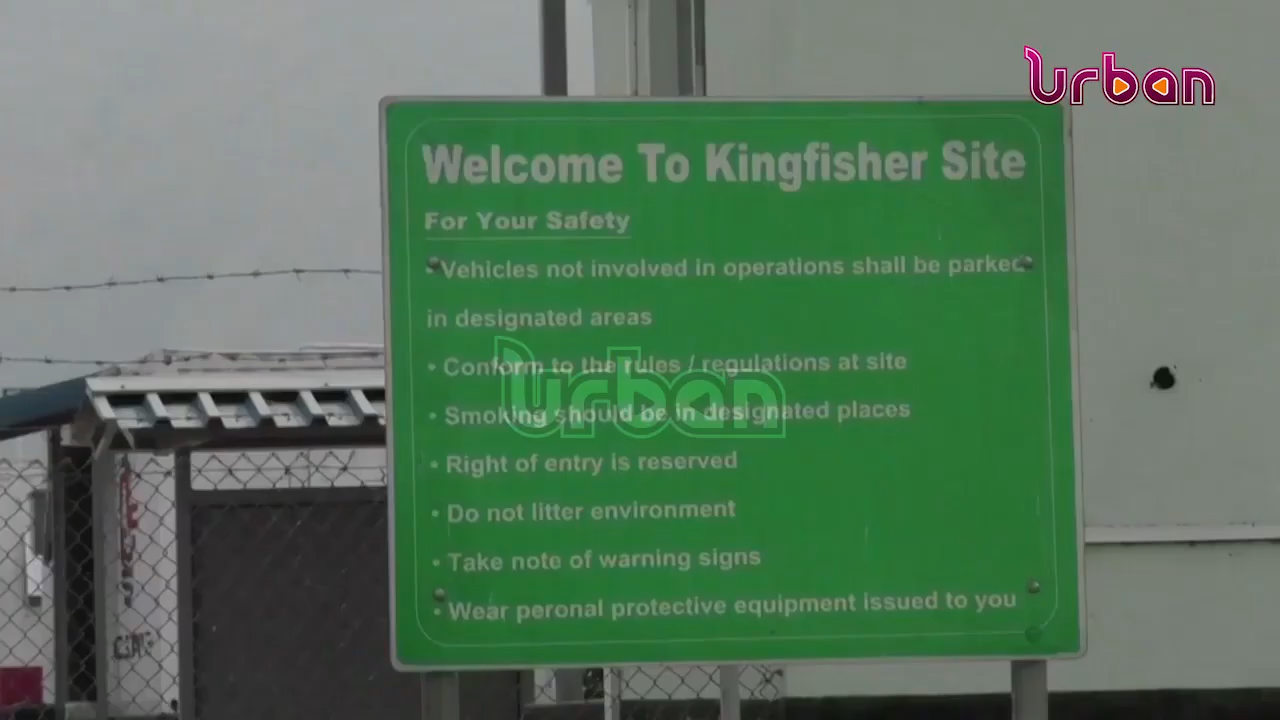 urban
Welcome To Kingfisher Site
For Your Safety
Vehicles not involved in operations shall be parked
in designated areas
• Conform to the rules / regulations at site
urban
• Smoking should be in designated places
• Right of entry is reserved
• Do not litter environment
• Take note of warning signs
• Wear peronal protective equipment issued to you